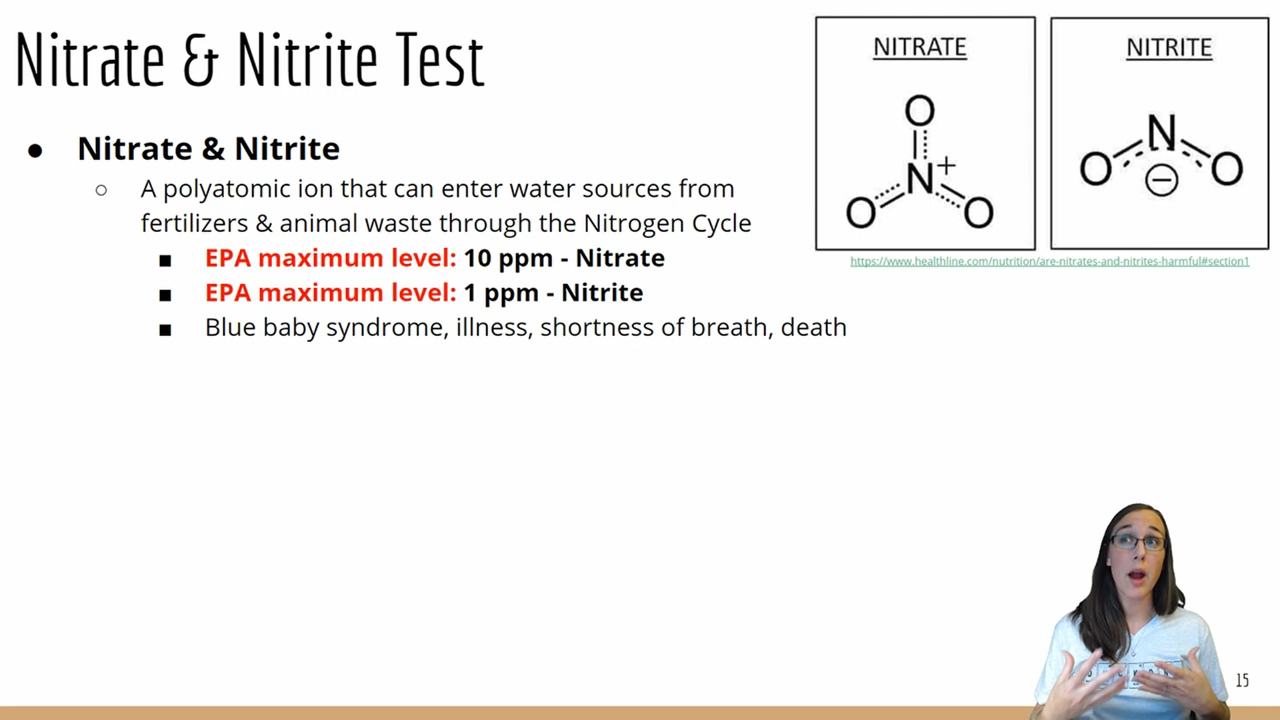 Nitrate & Nitrite Test
● Nitrate & Nitrite
○ A polyatomic ion that can enter water sources from
fertilizers & animal waste through the Nitrogen Cycle
■ EPA maximum level: 10 ppm - Nitrate
■ EPA maximum level: 1 ppm - Nitrite
■ Blue baby syndrome, illness, shortness of breath, death
NITRATE
O
N+
O O
NITRITE
N
O O
−
https://www.healthline.com/nutrition/are-nitrates-and-nitrites-harmful#section1
15